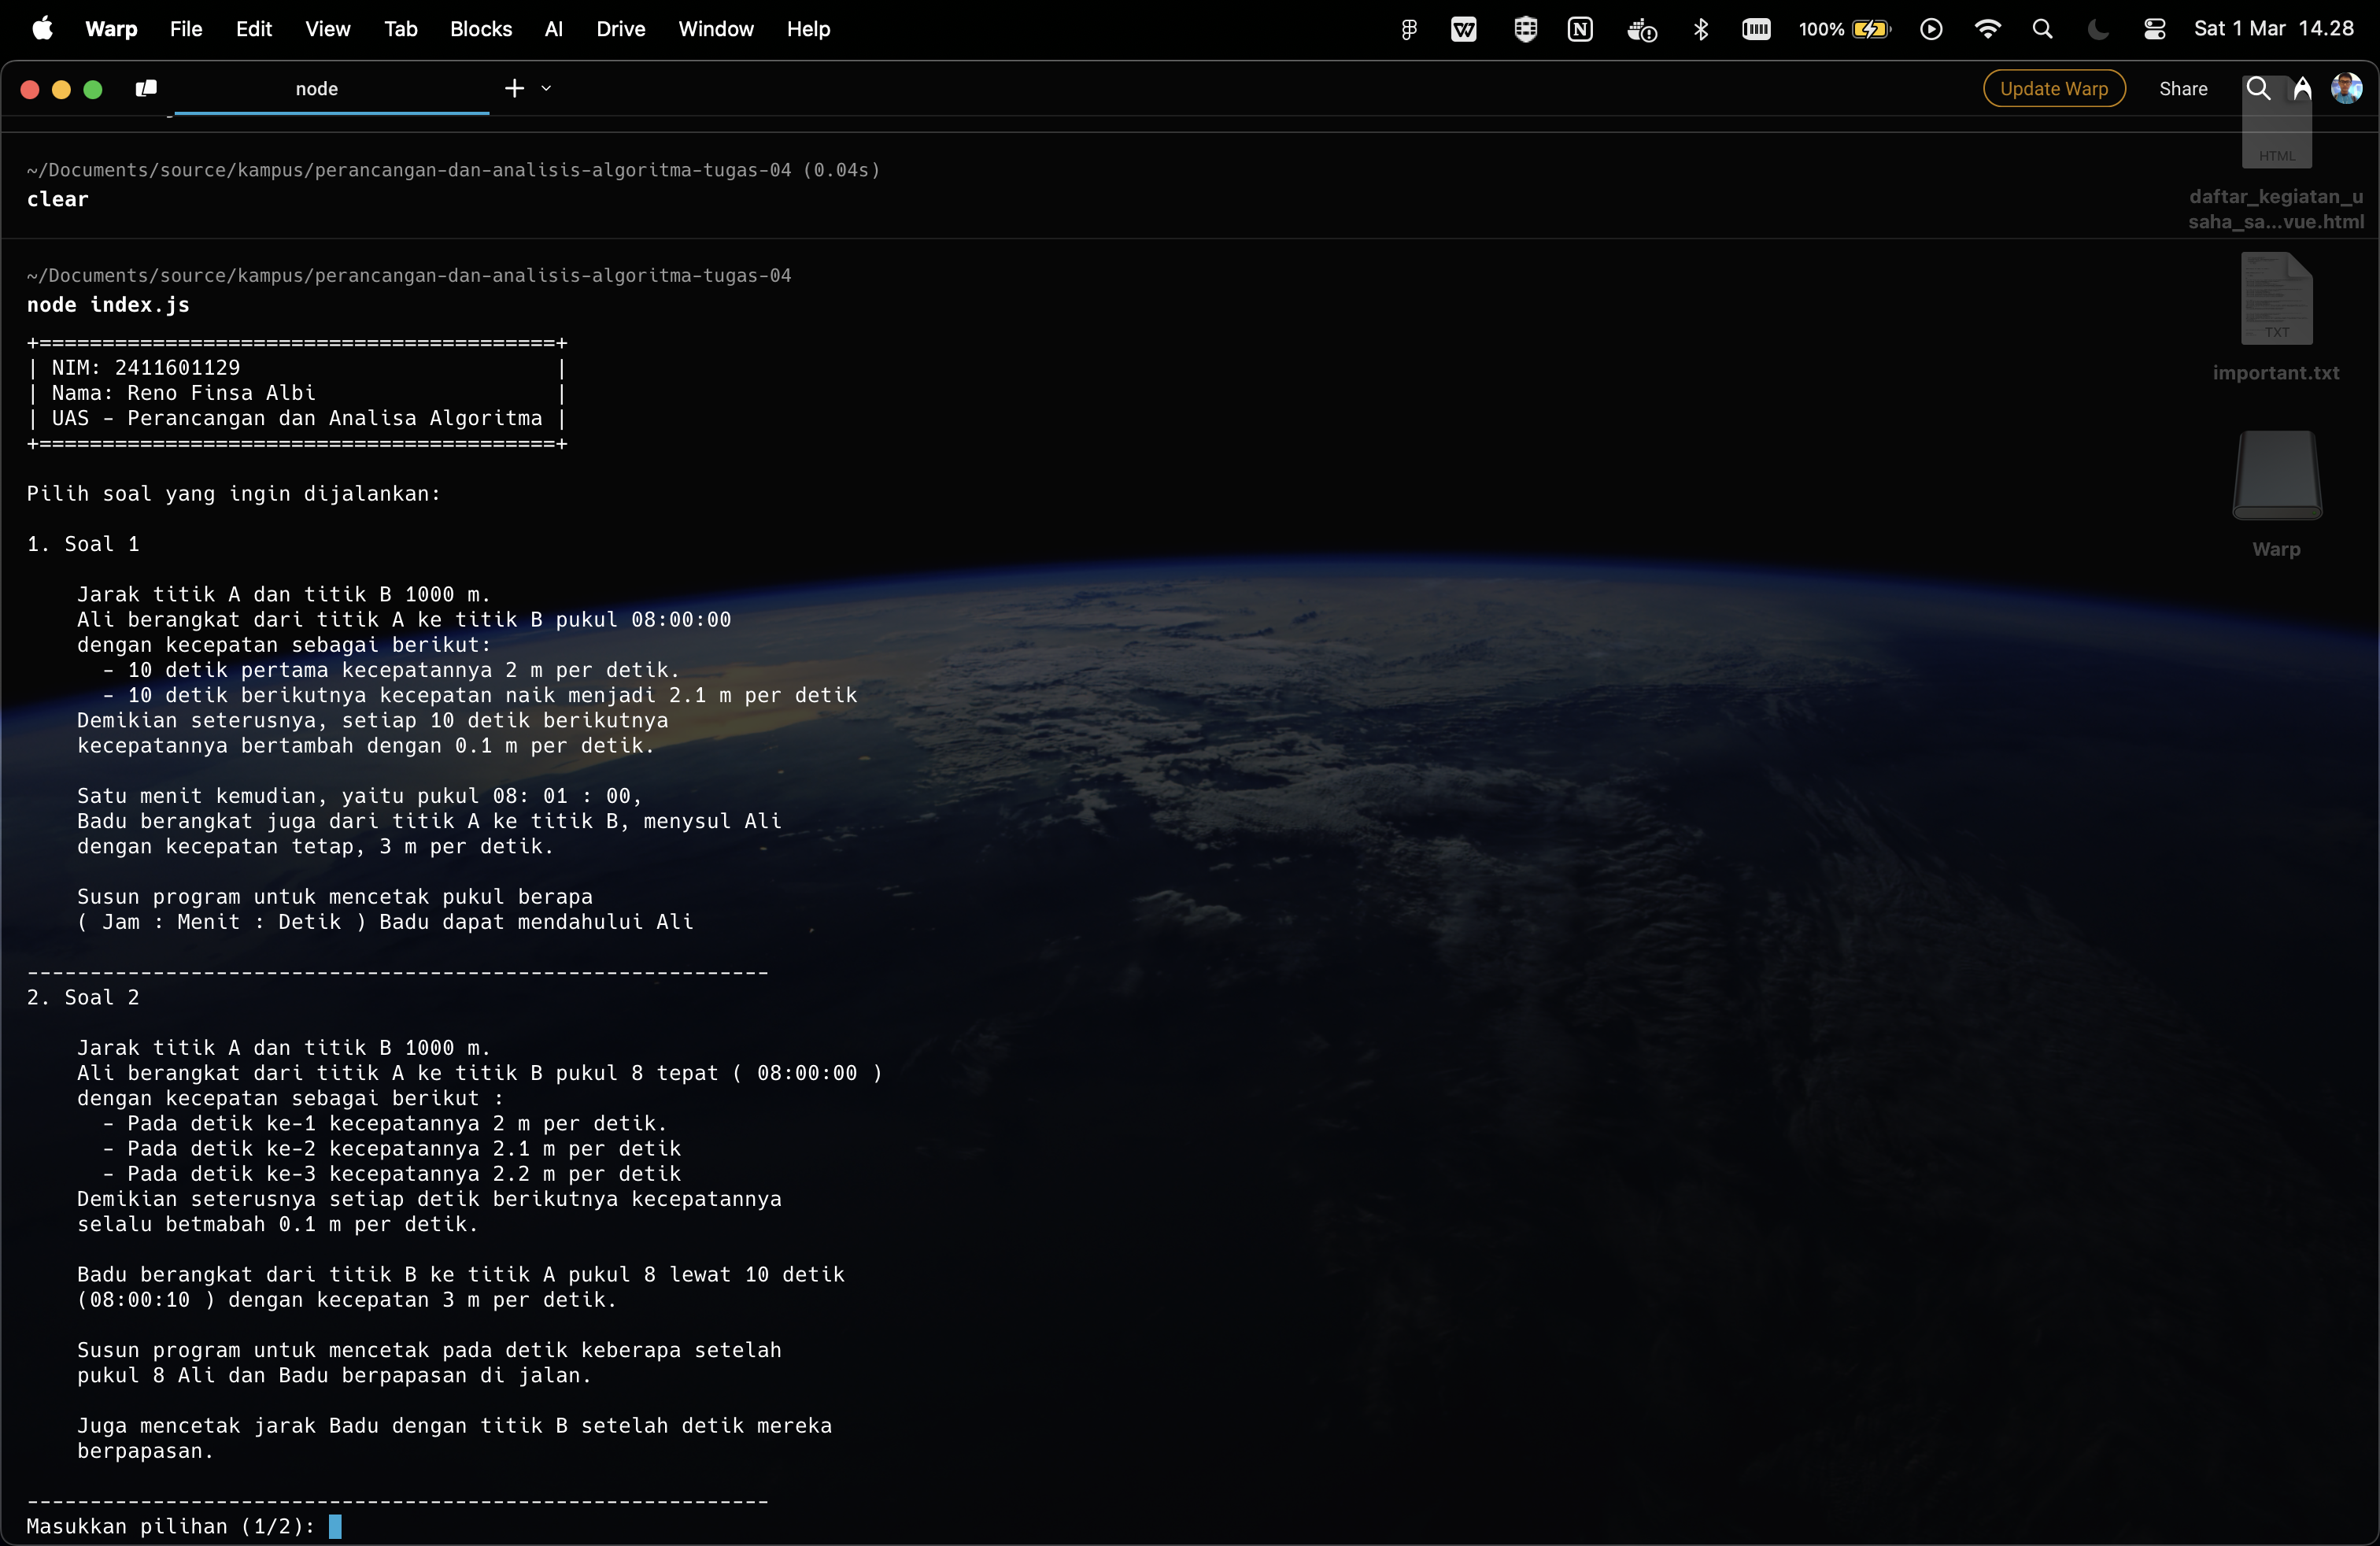 Warp File Edit View Tab Blocks AI Drive Window Help 100% Sat 1 Mar 14.28
node Update Warp Share
~/Documents/source/kampus/perancangan-dan-analisis-algoritma-tugas-04 (0.04s)
clear
~/Documents/source/kampus/perancangan-dan-analisis-algoritma-tugas-04
node index.js
+=========================================+
| NIM: 2411601129                         |
| Nama: Reno Finsa Albi                   |
| UAS - Perancangan dan Analisa Algoritma |
+=========================================+
Pilih soal yang ingin dijalankan:
1. Soal 1
Jarak titik A dan titik B 1000 m.
Ali berangkat dari titik A ke titik B pukul 08:00:00
dengan kecepatan sebagai berikut:
- 10 detik pertama kecepatannya 2 m per detik.
- 10 detik berikutnya kecepatan naik menjadi 2.1 m per detik
Demikian seterusnya, setiap 10 detik berikutnya
kecepatannya bertambah dengan 0.1 m per detik.
Satu menit kemudian, yaitu pukul 08: 01 : 00,
Badu berangkat juga dari titik A ke titik B, menysul Ali
dengan kecepatan tetap, 3 m per detik.
Susun program untuk mencetak pukul berapa
( Jam : Menit : Detik ) Badu dapat mendahului Ali
-----------------------------------------------------------
2. Soal 2
Jarak titik A dan titik B 1000 m.
Ali berangkat dari titik A ke titik B pukul 8 tepat ( 08:00:00 )
dengan kecepatan sebagai berikut :
- Pada detik ke-1 kecepatannya 2 m per detik.
- Pada detik ke-2 kecepatannya 2.1 m per detik
- Pada detik ke-3 kecepatannya 2.2 m per detik
Demikian seterusnya setiap detik berikutnya kecepatannya
selalu betmabah 0.1 m per detik.
Badu berangkat dari titik B ke titik A pukul 8 lewat 10 detik
(08:00:10 ) dengan kecepatan 3 m per detik.
Susun program untuk mencetak pada detik keberapa setelah
pukul 8 Ali dan Badu berpapasan di jalan.
Juga mencetak jarak Badu dengan titik B setelah detik mereka
berpapasan.
-----------------------------------------------------------
Masukkan pilihan (1/2):
HTML
daftar_kegiatan_u
saha_sa...vue.html
TXT
important.txt
Warp